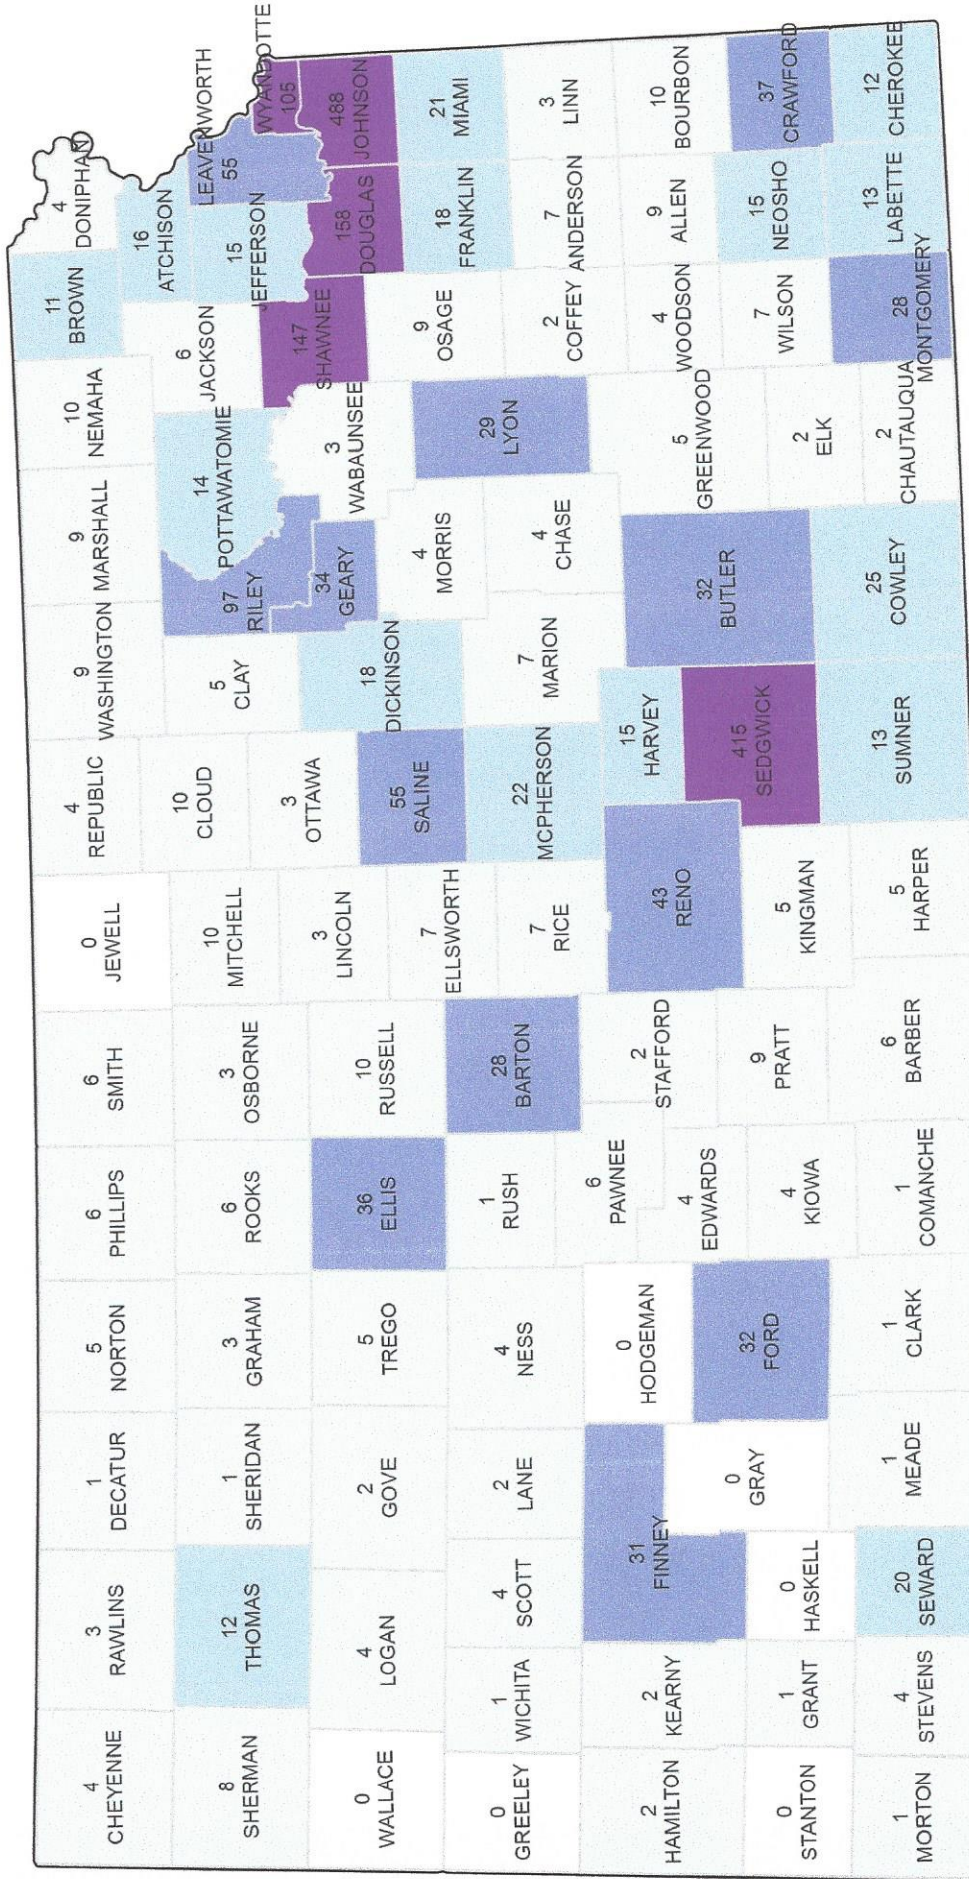 4
CHEYENNE
3
RAWLINS
1
DECATUR
5
NORTON
6
PHILLIPS
6
SMITH
0
JEWELL
4
REPUBLIC
9
WASHINGTON
9
MARSHALL
10
NEMAHA
11
BROWN
4
DONIPHAN
8
SHERMAN
12
THOMAS
1
SHERIDAN
3
GRAHAM
6
ROOKS
3
OSBORNE
10
MITCHELL
10
CLOUD
5
CLAY
97
RILEY
14
POTTAWATOMIE
6
JACKSON
16
ATCHISON
15
JEFFERSON
LEAVENWORTH
55
WYANDOTTE
105
0
WALLACE
4
LOGAN
2
GOVE
5
TREGO
36
ELLIS
10
RUSSELL
3
LINCOLN
3
OTTAWA
55
SALINE
18
DICKINSON
34
GEARY
3
WABAUNSEE
147
SHAWNEE
158
DOUGLAS
488
JOHNSON
0
GREELEY
1
WICHITA
4
SCOTT
2
LANE
4
NESS
1
RUSH
28
BARTON
7
ELLSWORTH
7
RICE
22
MCPHERSON
7
MARION
4
MORRIS
4
CHASE
29
LYON
9
OSAGE
2
COFFEY
18
FRANKLIN
7
ANDERSON
21
MIAMI
3
LINN
2
HAMILTON
2
KEARNY
31
FINNEY
0
GRAY
0
HODGEMAN
32
FORD
6
PAWNEE
4
EDWARDS
2
STAFFORD
43
RENO
15
HARVEY
415
SEDGWICK
32
BUTLER
5
GREENWOOD
4
WOODSON
9
ALLEN
10
BOURBON
0
STANTON
1
GRANT
0
HASKELL
4
KIOWA
9
PRATT
5
KINGMAN
2
ELK
7
WILSON
15
NEOSHO
37
CRAWFORD
1
MORTON
4
STEVENS
20
SEWARD
1
MEADE
1
CLARK
1
COMANCHE
6
BARBER
5
HARPER
13
SUMNER
25
COWLEY
2
CHAUTAUQUA
28
MONTGOMERY
13
LABETTE
12
CHEROKEE